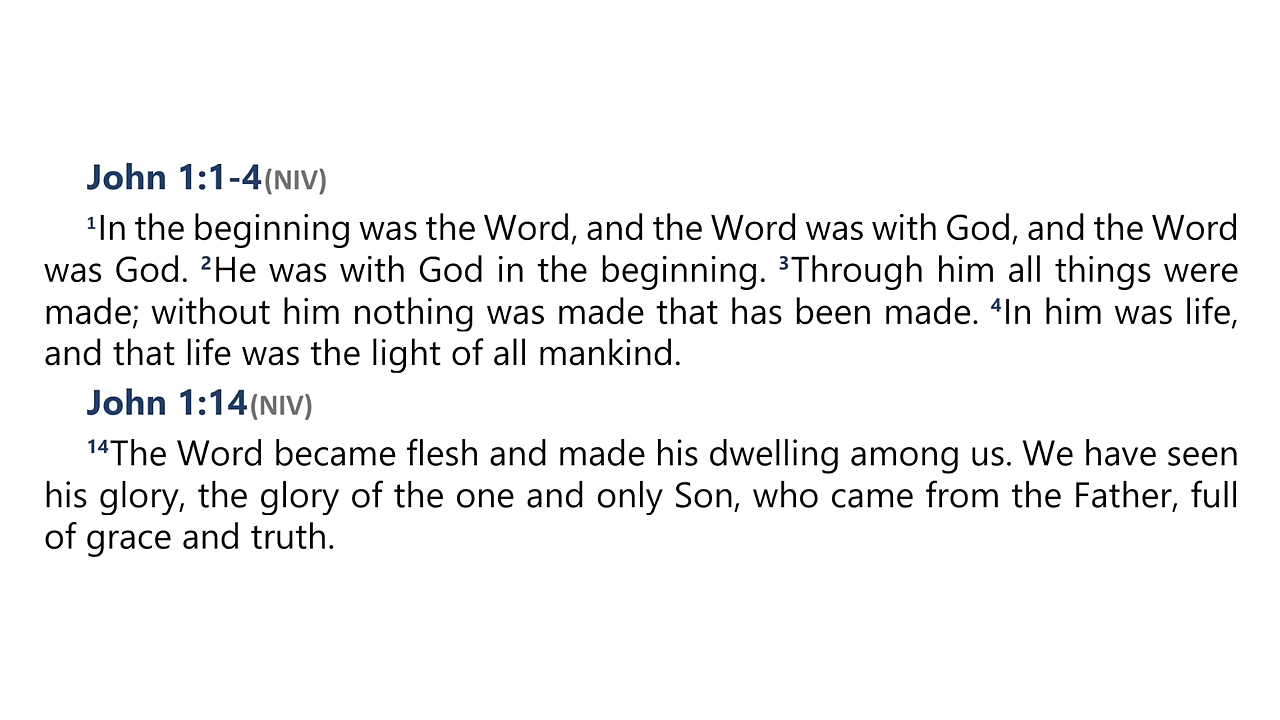 John 1:1-4(NIV)
¹In the beginning was the Word, and the Word was with God, and the Word
was God. ²He was with God in the beginning. ³Through him all things were
made; without him nothing was made that has been made. ⁴In him was life,
and that life was the light of all mankind.
John 1:14(NIV)
¹⁴The Word became flesh and made his dwelling among us. We have seen
his glory, the glory of the one and only Son, who came from the Father, full
of grace and truth.